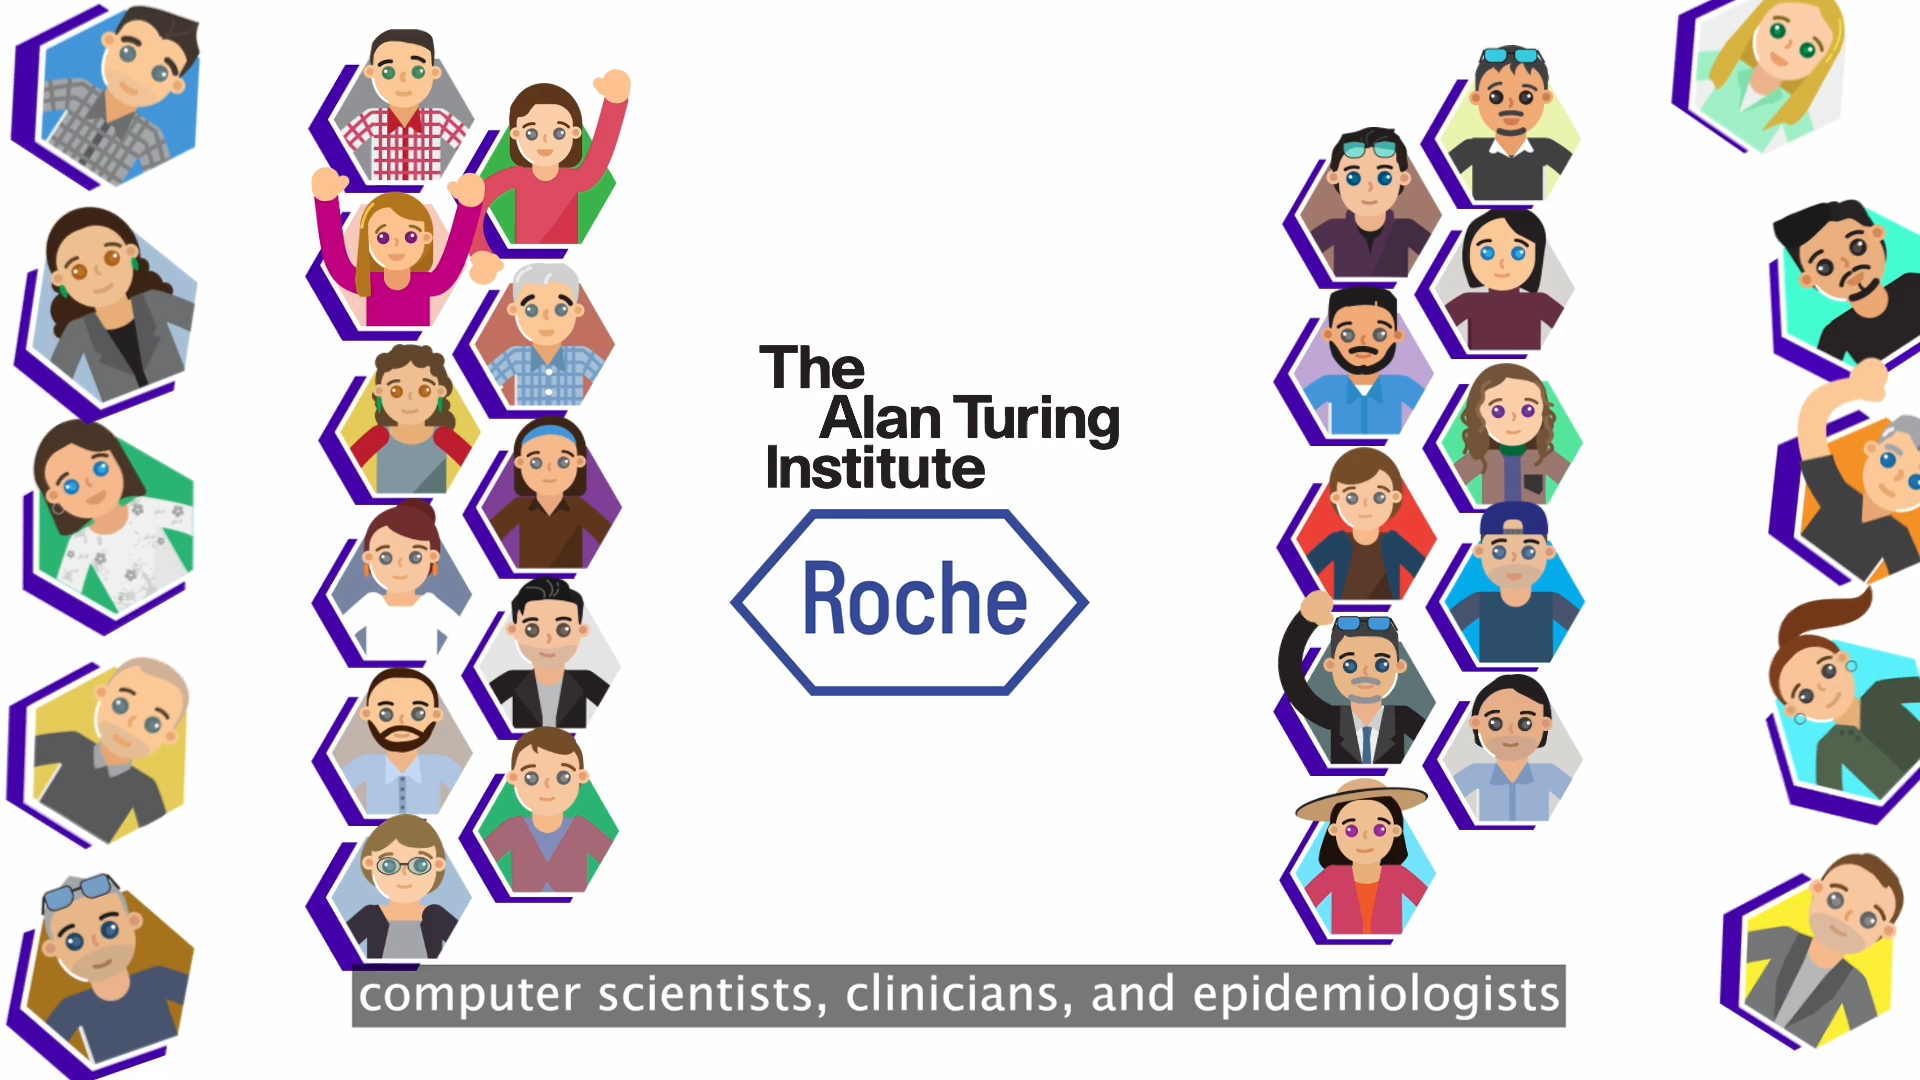 The
Alan Turing
Institute
Roche
computer scientists, clinicians, and epidemiologists